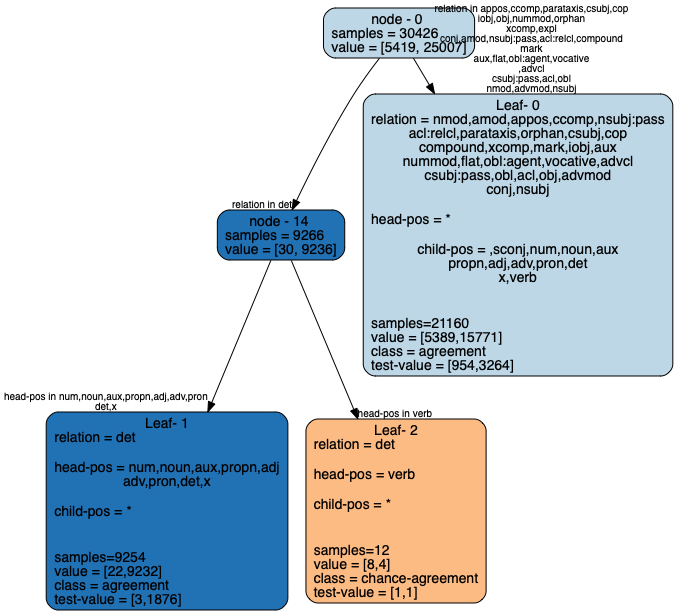 node - 0
samples = 30426
value = [5419, 25007]
relation in appos,ccomp,parataxis,csubj,cop
iobj,obj,nummod,orphan
xcomp,expl
conj,amod,nsubj:pass,acl:relcl,compound
mark
aux,flat,obl:agent,vocative
,advcl
csubj:pass,acl,obl
nmod,advmod,nsubj
Leaf- 0
relation = nmod,amod,appos,ccomp,nsubj:pass
acl:relcl,parataxis,orphan,csubj,cop
compound,xcomp,mark,iobj,aux
nummod,flat,obl:agent,vocative,advcl
csubj:pass,obl,acl,obj,advmod
conj,nsubj
head-pos = *
child-pos = ,sconj,num,noun,aux
propn,adj,adv,pron,det
x,verb
samples=21160
value = [5389,15771]
class = agreement
test-value = [954,3264]
relation in det
node - 14
samples = 9266
value = [30, 9236]
head-pos in num,noun,aux,propn,adj,adv,pron
det,x
Leaf- 1
relation = det
head-pos = num,noun,aux,propn,adj
adv,pron,det,x
child-pos = *
samples=9254
value = [22,9232]
class = agreement
test-value = [3,1876]
head-pos in verb
Leaf- 2
relation = det
head-pos = verb
child-pos = *
samples=12
value = [8,4]
class = chance-agreement
test-value = [1,1]